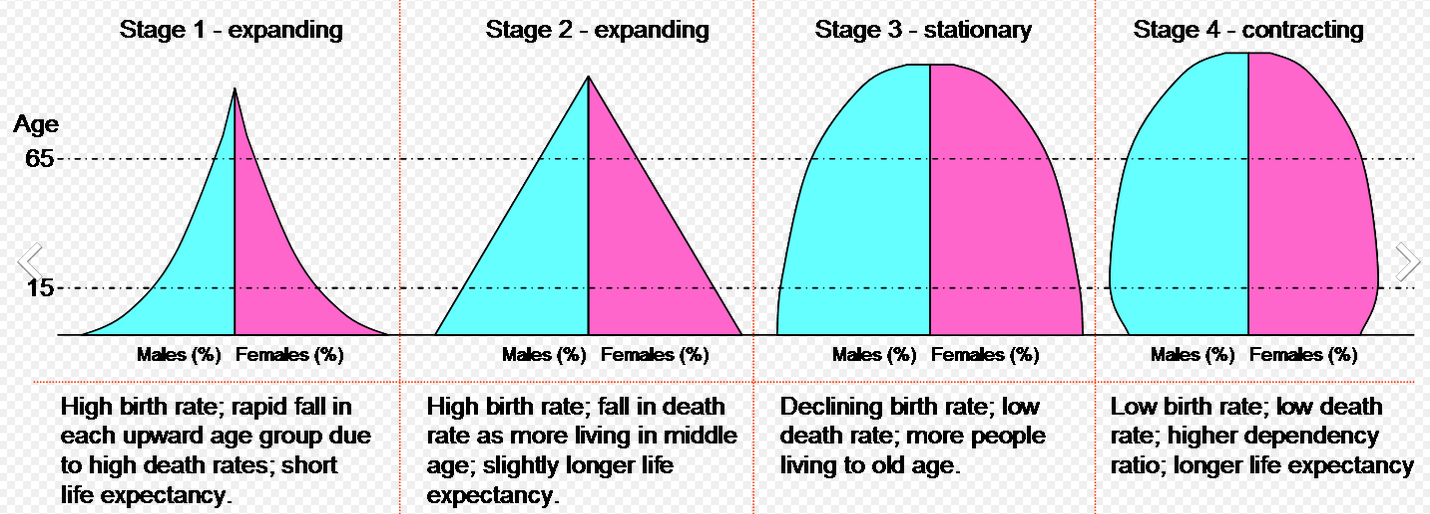 Stage 1 - expanding
Stage 2 - expanding
Stage 3 - stationary
Stage 4 - contracting
Age
65
15
Males (%) Females (%)
Males (%) Females (%)
Males (%) Females (%)
Males (%) Females (%)
High birth rate; rapid fall in
each upward age group due
to high death rates; short
life expectancy.
High birth rate; fall in death
rate as more living in middle
age; slightly longer life
expectancy.
Declining birth rate; low
death rate; more people
living to old age.
Low birth rate; low death
rate; higher dependency
ratio; longer life expectancy